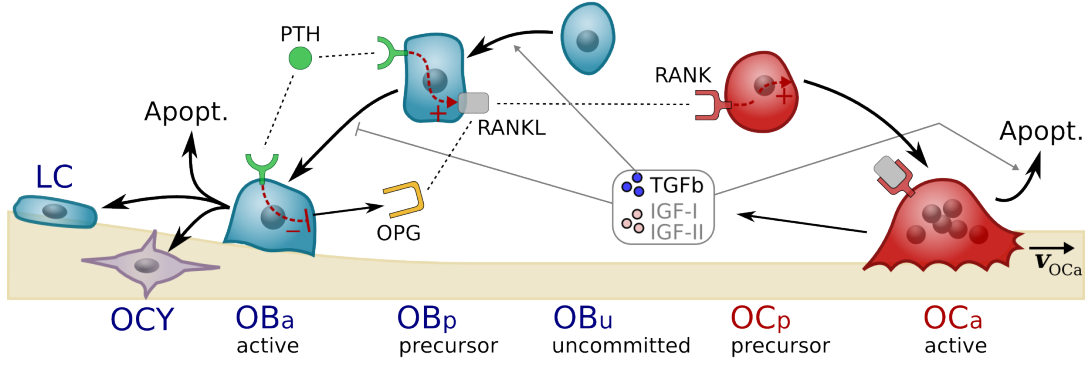 PTH
RANK
RANKL
Apopt.
Apopt.
LC
TGFb
IGF-I
IGF-II
OPG
vOCa
OCY
OBa
active
OBp
precursor
OBu
uncommitted
OCp
precursor
OCa
active
+
+
−